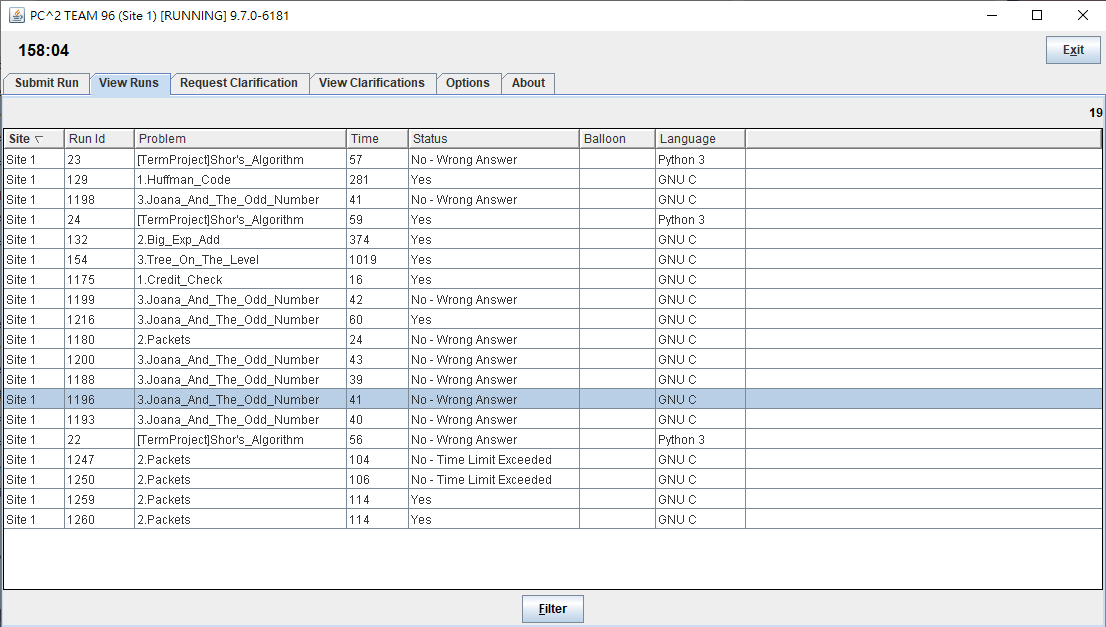 PC^2 TEAM 96 (Site 1) [RUNNING] 9.7.0-6181
158:04
Exit
Submit Run View Runs Request Clarification View Clarifications Options About
19
Site Run Id Problem Time Status Balloon Language
Site 1 23 [TermProject]Shor's_Algorithm 57 No - Wrong Answer Python 3
Site 1 129 1.Huffman_Code 281 Yes GNU C
Site 1 1198 3.Joana_And_The_Odd_Number 41 No - Wrong Answer GNU C
Site 1 24 [TermProject]Shor's_Algorithm 59 Yes Python 3
Site 1 132 2.Big_Exp_Add 374 Yes GNU C
Site 1 154 3.Tree_On_The_Level 1019 Yes GNU C
Site 1 1175 1.Credit_Check 16 Yes GNU C
Site 1 1199 3.Joana_And_The_Odd_Number 42 No - Wrong Answer GNU C
Site 1 1216 3.Joana_And_The_Odd_Number 60 Yes GNU C
Site 1 1180 2.Packets 24 No - Wrong Answer GNU C
Site 1 1200 3.Joana_And_The_Odd_Number 43 No - Wrong Answer GNU C
Site 1 1188 3.Joana_And_The_Odd_Number 39 No - Wrong Answer GNU C
Site 1 1196 3.Joana_And_The_Odd_Number 41 No - Wrong Answer GNU C
Site 1 1193 3.Joana_And_The_Odd_Number 40 No - Wrong Answer GNU C
Site 1 22 [TermProject]Shor's_Algorithm 56 No - Wrong Answer Python 3
Site 1 1247 2.Packets 104 No - Time Limit Exceeded GNU C
Site 1 1250 2.Packets 106 No - Time Limit Exceeded GNU C
Site 1 1259 2.Packets 114 Yes GNU C
Site 1 1260 2.Packets 114 Yes GNU C
Filter